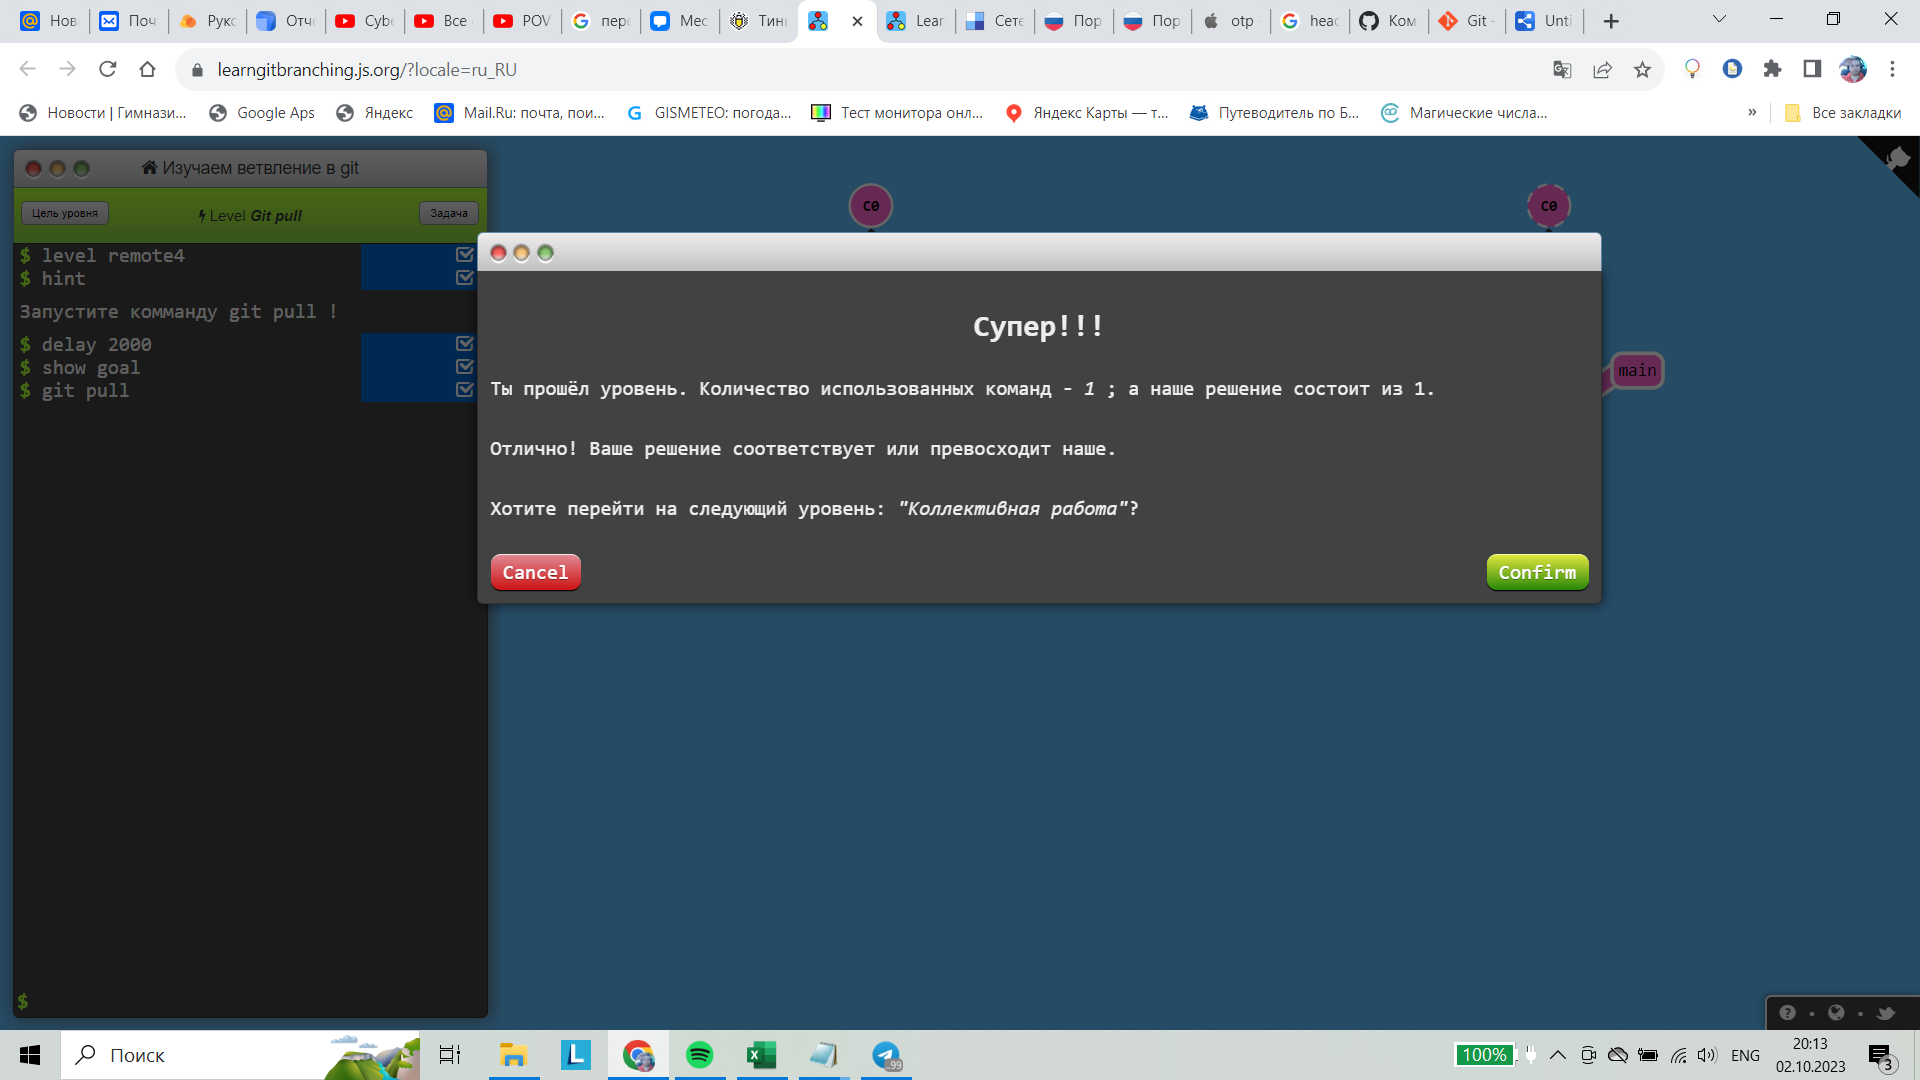 Нов
Поч
Рукс
Отче
Cybe
Все
POV
пере
Мес
Тинь
Lear
Сете
Пор
Пор
otp
head
Ком
Git -
Unti
learngitbranching.js.org/?locale=ru_RU
Новости | Гимнази...
Google Aps
Яндекс
Mail.Ru: почта, пои...
GISMETEO: погода...
Тест монитора онл...
Яндекс Карты — т...
Путеводитель по Б...
Магические числа...
»
Все закладки
Изучаем ветвление в git
Цель уровня
Level Git pull
Задача
$ level remote4
$ hint
Запустите комманду git pull !
$ delay 2000
$ show goal
$ git pull
$
C0
C0
main
Супер!!!
Ты прошёл уровень. Количество использованных команд - 1 ; а наше решение состоит из 1.
Отлично! Ваше решение соответствует или превосходит наше.
Хотите перейти на следующий уровень: "Коллективная работа"?
Cancel
Confirm
Поиск
99
100%
ENG
20:13
02.10.2023
3